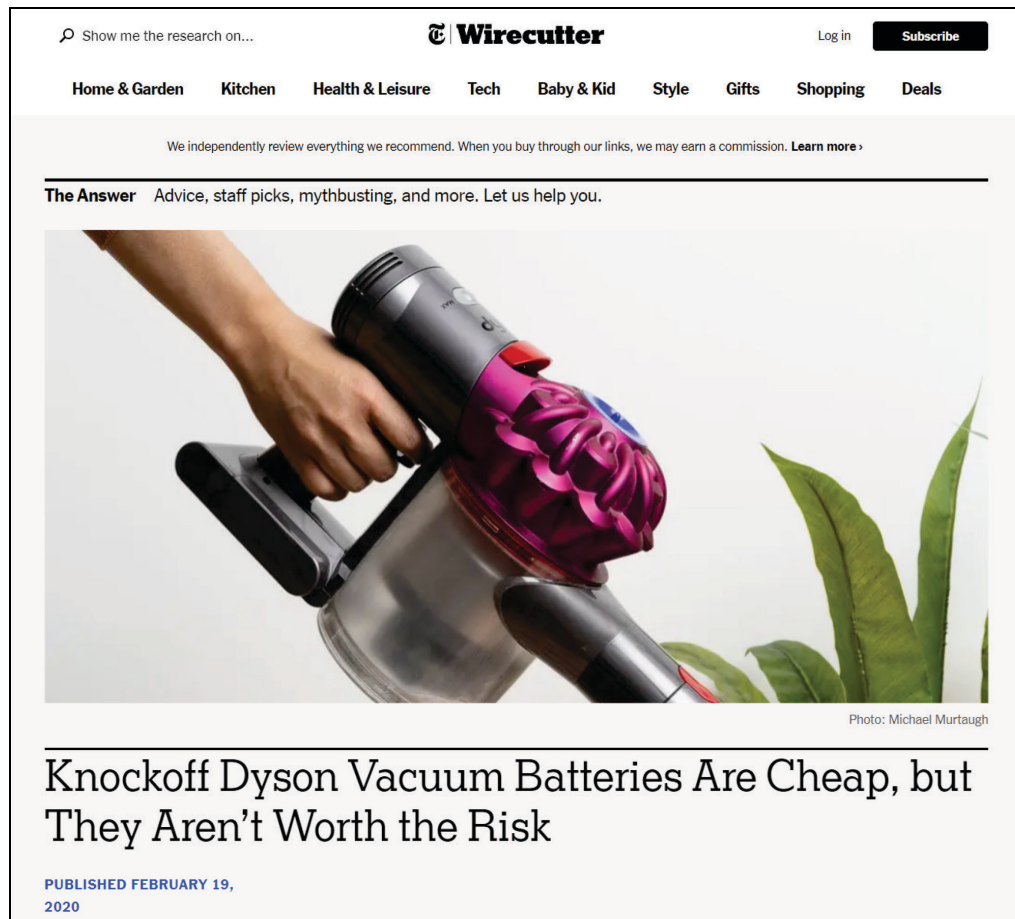 Show me the research on...
Wirecutter
Log in
Subscribe
Home & Garden
Kitchen
Health & Leisure
Tech
Baby & Kid
Style
Gifts
Shopping
Deals
We independently review everything we recommend. When you buy through our links, we may earn a commission. Learn more ›
The Answer Advice, staff picks, mythbusting, and more. Let us help you.
MAX
Photo: Michael Murtaugh
Knockoff Dyson Vacuum Batteries Are Cheap, but
They Aren't Worth the Risk
PUBLISHED FEBRUARY 19,
2020